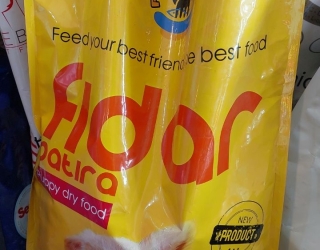 Feed your best friend the best food
fidar
patira
puppy dry food
NEW
PRODUCT